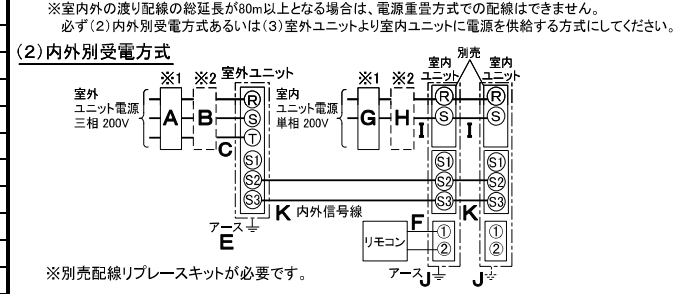 ※室内外の渡り配線の総延長が80m以上となる場合は、電源重畳方式での配線はできません。
必ず(2)内外別受電方式あるいは(3)室外ユニットより室内ユニットに電源を供給する方式にしてください。
(2)内外別受電方式
別売
※1 ※2 室外ユニット ※1 ※2 室内ユニット 室内ユニット
室外
ユニット電源
三相 200V
A B C
R
S
T
S1
S2
S3
室内
ユニット電源
単相 200V
G H I I
R R
S S
S1 S1
S2 S2
S3 S3
K 内外信号線 K
アース
E
F
リモコン
① ①
② ②
アース J J
※別売配線リプレースキットが必要です。